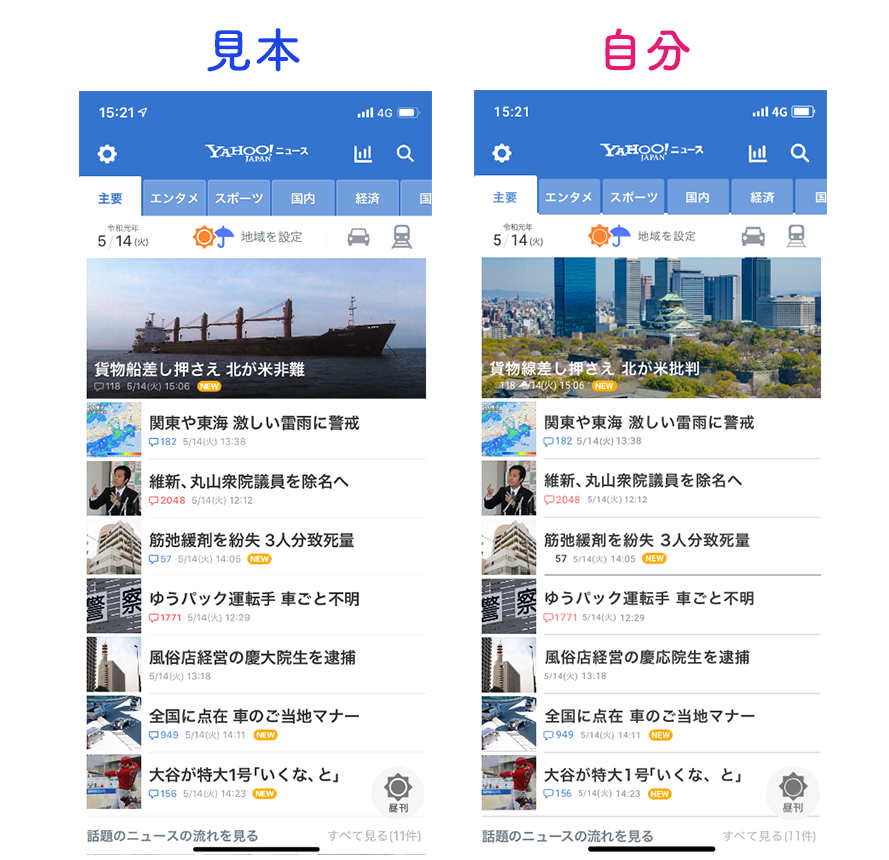 見本
15:21
4G
YAHOO! ニュース
JAPAN
主要 エンタメ スポーツ 国内 経済 国
令和元年
5/14(火)
地域を設定
貨物船差し押さえ 北が米非難
118 5/14(火) 15:06 NEW
関東や東海 激しい雷雨に警戒
182 5/14(火) 13:38
維新、丸山衆院議員を除名へ
2048 5/14(火) 12:12
筋弛緩剤を紛失 3人分致死量
57 5/14(火) 14:05 NEW
警察
ゆうパック運転手 車ごと不明
1771 5/14(火) 12:29
風俗店経営の慶大院生を逮捕
5/14(火) 13:18
全国に点在 車のご当地マナー
949 5/14(火) 14:11 NEW
大谷が特大1号「いくな、と」
156 5/14(火) 14:23 NEW
昼刊
話題のニュースの流れを見る すべて見る(11件)
自分
15:21
4G
YAHOO! ニュース
JAPAN
主要 エンタメ スポーツ 国内 経済 国
令和元年
5/14(火)
地域を設定
貨物線差し押さえ 北が米批判
118 5/14(火) 15:06 NEW
関東や東海 激しい雷雨に警戒
182 5/14(火) 13:38
維新、丸山衆院議員を除名へ
2048 5/14(火) 12:12
筋弛緩剤を紛失 3人分致死量
57 5/14(火) 14:05 NEW
警察
ゆうパック運転手 車ごと不明
1771 5/14(火) 12:29
風俗店経営の慶応院生を逮捕
5/14(火) 13:18
全国に点在 車のご当地マナー
949 5/14(火) 14:11 NEW
大谷が特大1号「いくな、と」
156 5/14(火) 14:23 NEW
昼刊
話題のニュースの流れを見る すべて見る(11件)